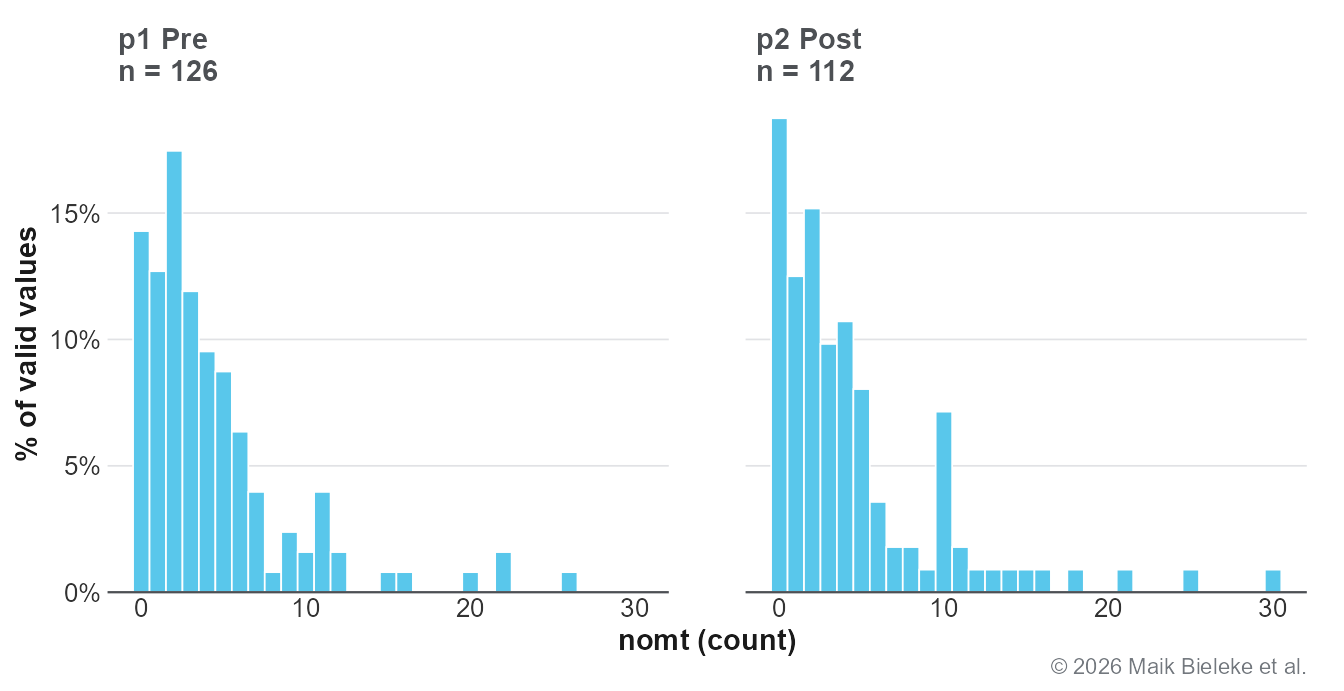 p1 Pre
n = 126
p2 Post
n = 112
% of valid values
15%
10%
5%
0%
0 10 20 30
0 10 20 30
nomt (count)
© 2026 Maik Bieleke et al.